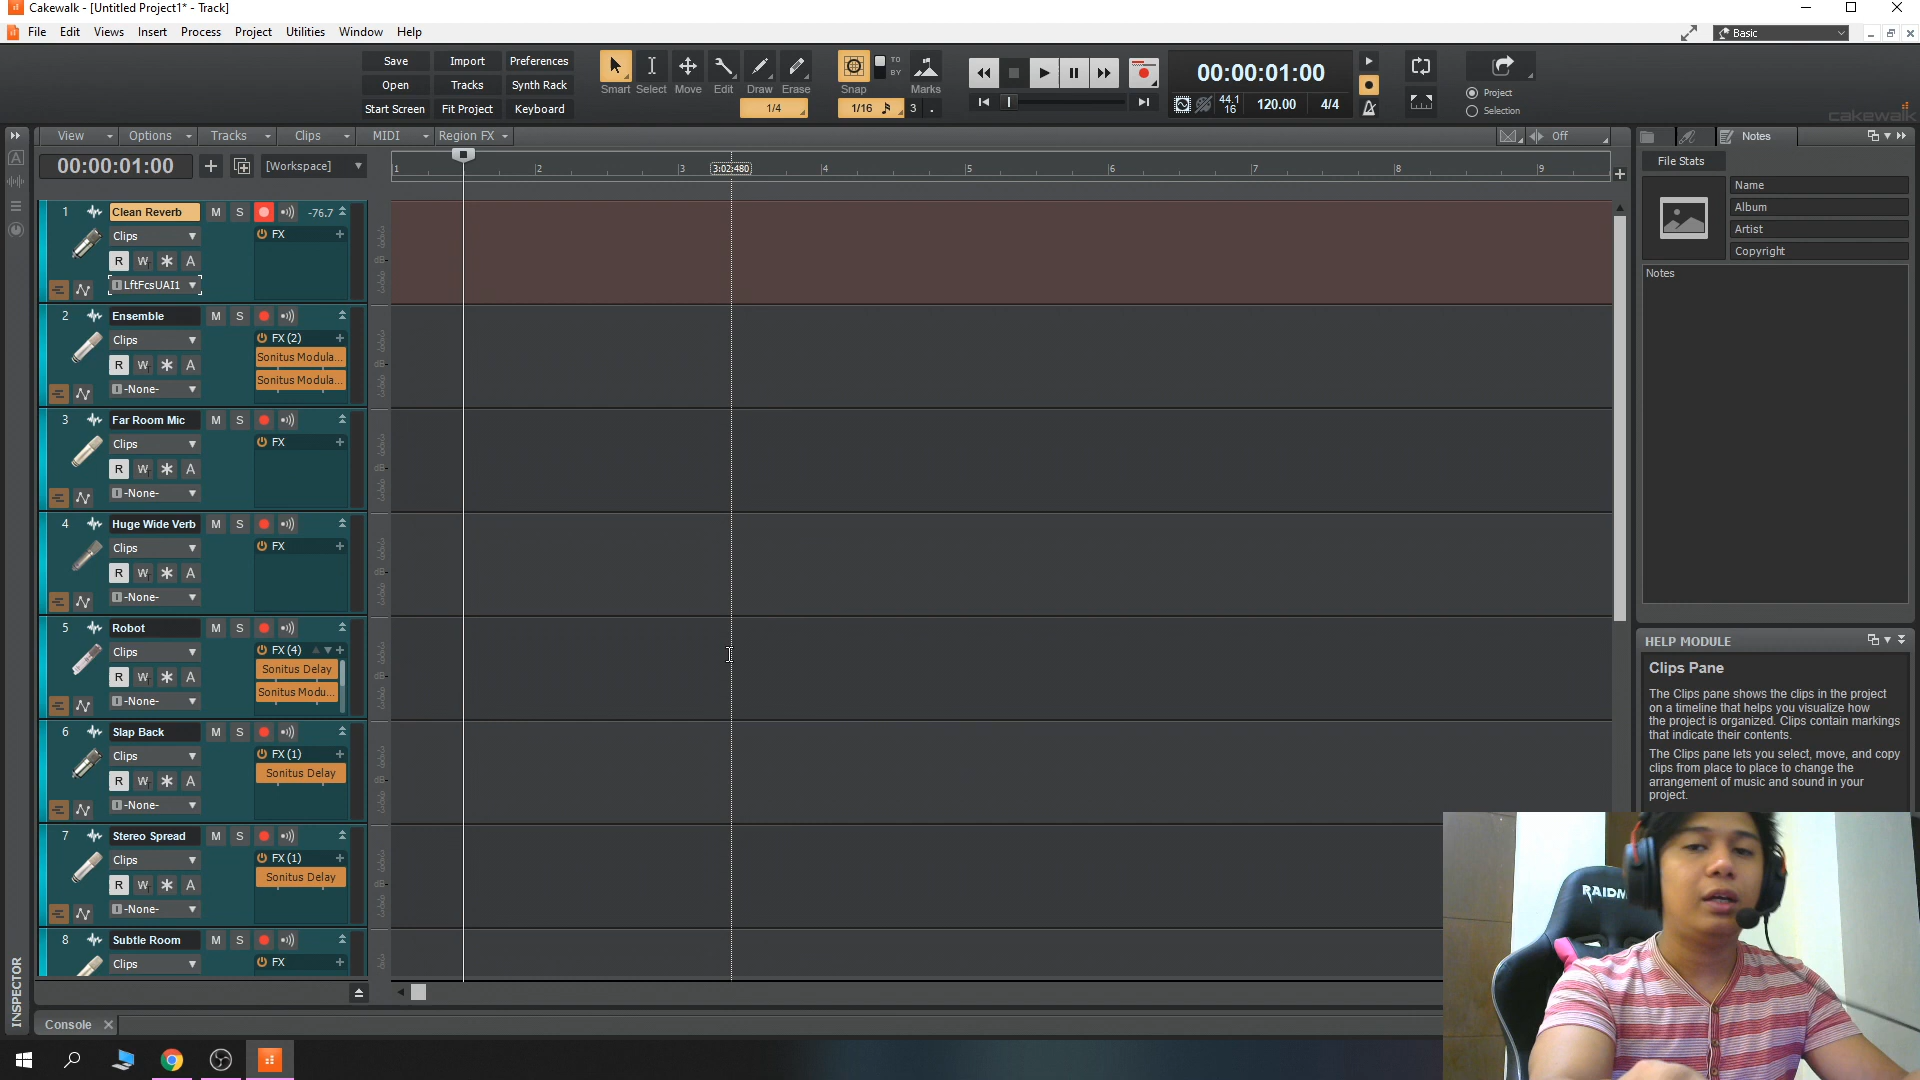 Cakewalk - [Untitled Project1* - Track]
File Edit Views Insert Process Project Utilities Window Help
Basic
Save Import Preferences
Open Tracks Synth Rack
Start Screen Fit Project Keyboard
Smart Select Move Edit Draw Erase
1/4
Snap TO BY Marks
1/16 3 .
00:00:01:00
44.1 16 120.00 4/4
Project
Selection
cakewalk
View Options Tracks Clips MIDI Region FX
Off
Notes
00:00:01:00 [Workspace]
1 2 3 3:02:480 4 5 6 7 8 9
File Stats
Name
Album
Artist
Copyright
Notes
1 Clean Reverb M S -76.7
Clips FX
R W A
LftFcsUAI1
2 Ensemble M S
Clips FX (2)
Sonitus Modula...
R W A
Sonitus Modula...
-None-
3 Far Room Mic M S
Clips FX
R W A
-None-
4 Huge Wide Verb M S
Clips FX
R W A
-None-
5 Robot M S
Clips FX (4)
Sonitus Delay
R W A
Sonitus Modu...
-None-
6 Slap Back M S
Clips FX (1)
Sonitus Delay
R W A
-None-
7 Stereo Spread M S
Clips FX (1)
Sonitus Delay
R W A
-None-
8 Subtle Room M S
Clips FX
HELP MODULE
Clips Pane
The Clips pane shows the clips in the project
on a timeline that helps you visualize how
the project is organized. Clips contain markings
that indicate their contents.
The Clips pane lets you select, move, and copy
clips from place to place to change the
arrangement of music and sound in your
project.
INSPECTOR
Console